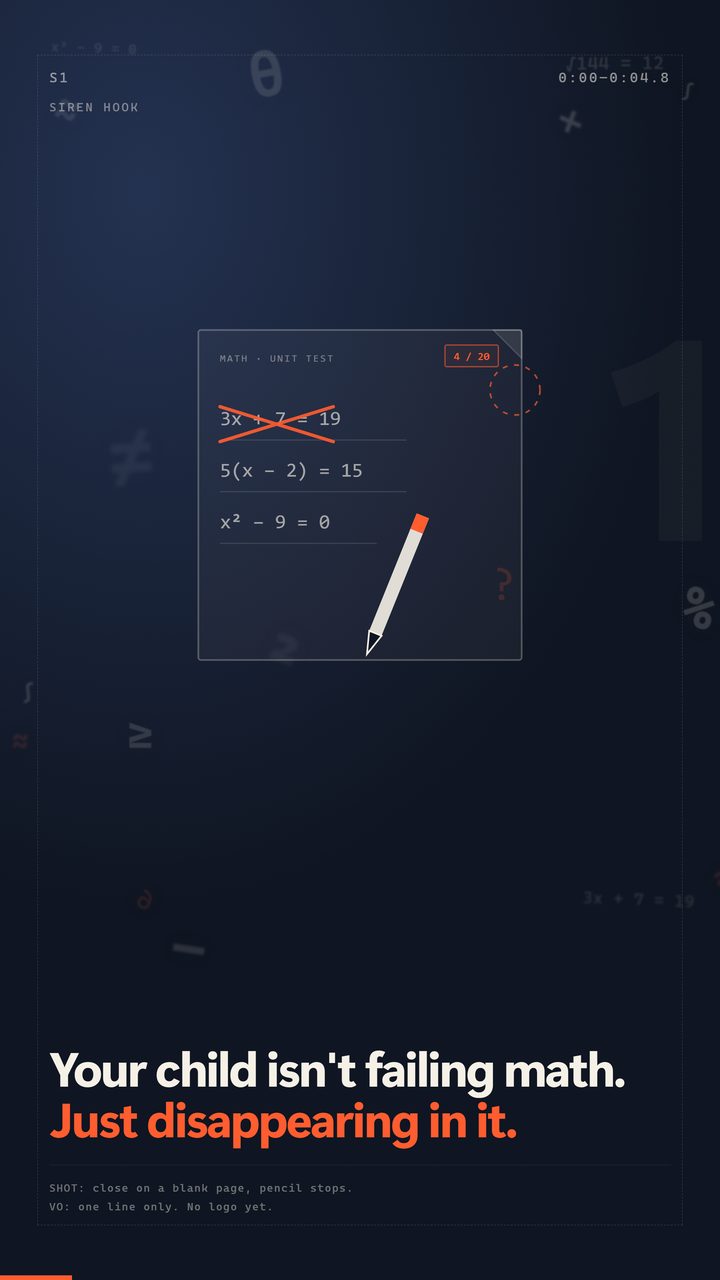 x² − 9 = 0
θ
√144 = 12
S1
0:00–0:04.8
∫
SIREN HOOK
≈
×
1
MATH · UNIT TEST
4 / 20
3x + 7 = 19
≠
5(x − 2) = 15
x² − 9 = 0
?
%
∫
≈
≥
∂
3x + 7 = 19
−
Your child isn't failing math.
Just disappearing in it.
SHOT: close on a blank page, pencil stops.
VO: one line only. No logo yet.